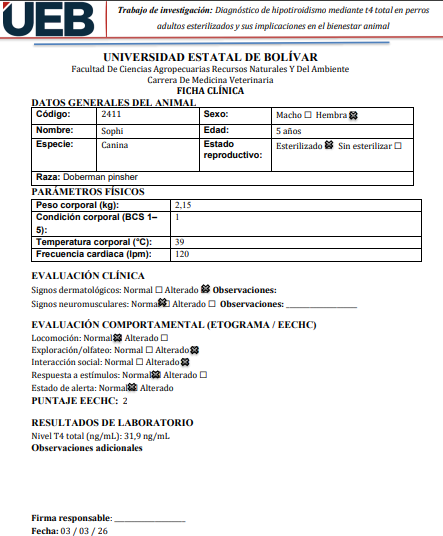 UEB
Trabajo de investigación: Diagnóstico de hipotiroidismo mediante t4 total en perros
adultos esterilizados y sus implicaciones en el bienestar animal
UNIVERSIDAD ESTATAL DE BOLÍVAR
Facultad De Ciencias Agropecuarias Recursos Naturales Y Del Ambiente
Carrera De Medicina Veterinaria
FICHA CLÍNICA
DATOS GENERALES DEL ANIMAL
Código: 2411 Sexo: Macho ☐ Hembra ☒
Nombre: Sophi Edad: 5 años
Especie: Canina Estado reproductivo: Esterilizado ☒ Sin esterilizar ☐
Raza: Doberman pinsher
PARÁMETROS FÍSICOS
Peso corporal (kg): 2,15
Condición corporal (BCS 1–5): 1
Temperatura corporal (°C): 39
Frecuencia cardiaca (lpm): 120
EVALUACIÓN CLÍNICA
Signos dermatológicos: Normal ☐ Alterado ☒ Observaciones:
Signos neuromusculares: Normal ☒ Alterado ☐ Observaciones: ________________
EVALUACIÓN COMPORTAMENTAL (ETOGRAMA / EECHC)
Locomoción: Normal ☒ Alterado ☐
Exploración/olfateo: Normal ☐ Alterado ☒
Interacción social: Normal ☐ Alterado ☒
Respuesta a estímulos: Normal ☒ Alterado ☐
Estado de alerta: Normal ☒ Alterado
PUNTAJE EECHC: 2
RESULTADOS DE LABORATORIO
Nivel T4 total (ng/mL): 31,9 ng/mL
Observaciones adicionales
Firma responsable: ________________
Fecha: 03 / 03 / 26